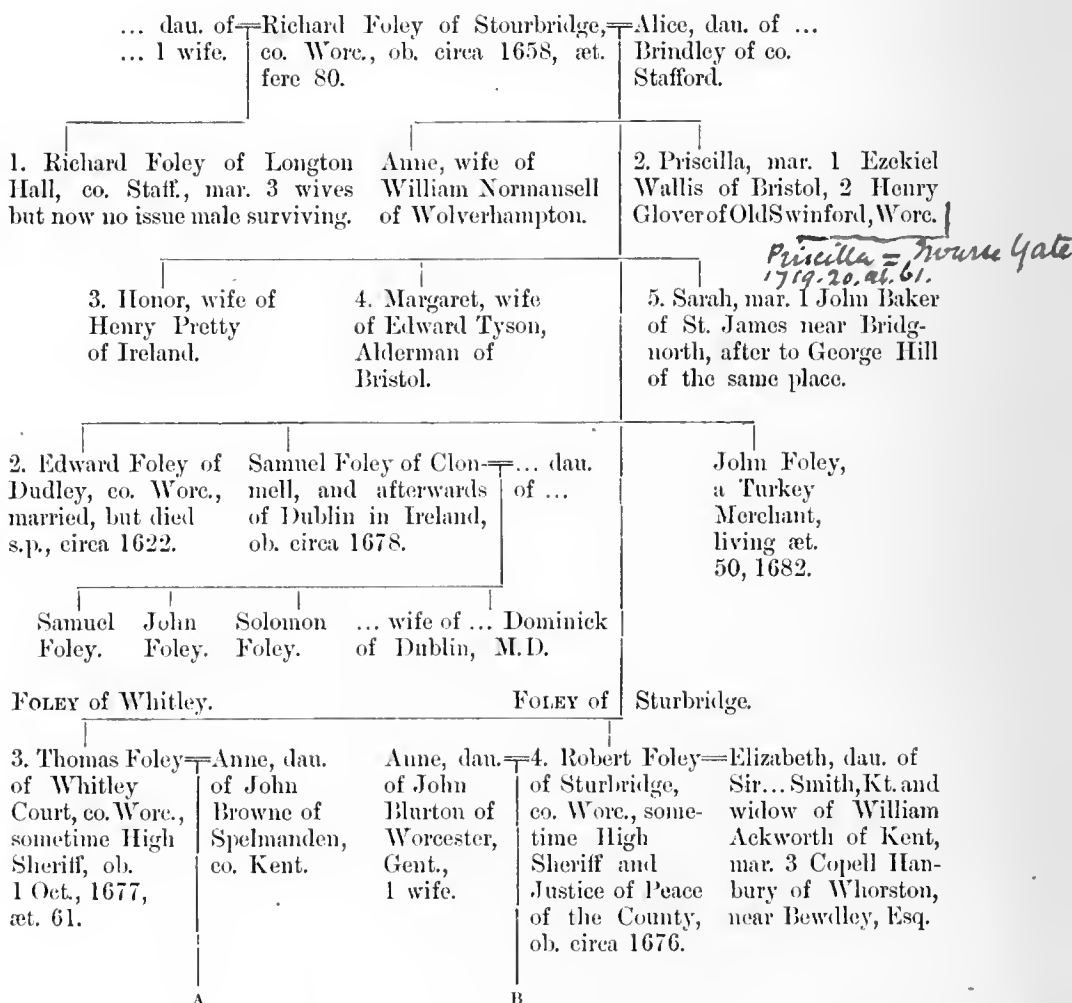 ... dau. of Richard Foley of Stourbridge, Alice, dau. of ...
... 1 wife. co. Worc., ob. circa 1658, æt. Brindley of co.
fere 80. Stafford.
1. Richard Foley of Longton
Hall, co. Staff., mar. 3 wives
but now no issue male surviving.
Anne, wife of
William Normansell
of Wolverhampton.
2. Priscilla, mar. 1 Ezekiel
Wallis of Bristol, 2 Henry
Glover of Old Swinford, Worc.
Priscilla = Nourse Yate
1719.20. æt. 61.
3. Honor, wife of
Henry Pretty
of Ireland.
4. Margaret, wife
of Edward Tyson,
Alderman of
Bristol.
5. Sarah, mar. 1 John Baker
of St. James near Bridg-
north, after to George Hill
of the same place.
2. Edward Foley of
Dudley, co. Worc.,
married, but died
s.p., circa 1622.
Samuel Foley of Clon-
mell, and afterwards
of Dublin in Ireland,
ob. circa 1678.
... dau.
of ...
John Foley,
a Turkey
Merchant,
living æt.
50, 1682.
Samuel
Foley.
John
Foley.
Solomon
Foley.
... wife of ... Dominick
of Dublin, M.D.
FOLEY of Whitley.
FOLEY of Sturbridge.
3. Thomas Foley
of Whitley
Court, co. Worc.,
sometime High
Sheriff, ob.
1 Oct., 1677,
æt. 61.
Anne, dau.
of John
Browne of
Spelmanden,
co. Kent.
Anne, dau.
of John
Blurton of
Worcester,
Gent.,
1 wife.
4. Robert Foley
of Sturbridge,
co. Worc., some-
time High
Sheriff and
Justice of Peace
of the County,
ob. circa 1676.
Elizabeth, dau. of
Sir... Smith, Kt. and
widow of William
Ackworth of Kent,
mar. 3 Copell Han-
bury of Whorston,
near Bewdley, Esq.
A
B